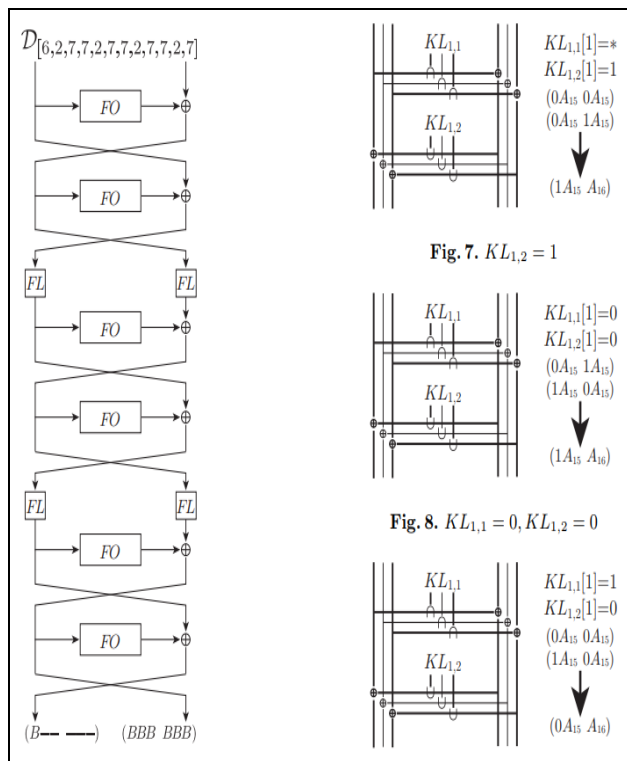 𝒟[6,2,7,7,2,7,7,2,7,7,2,7]
FO
FO
FL FL
FO
FO
FL FL
FO
FO
(B−− −−−) (BBB BBB)
KL1,1
KL1,2
KL1,1[1]=*
KL1,2[1]=1
(0A15 0A15)
(0A15 1A15)
(1A15 A16)
Fig. 7. KL1,2 = 1
KL1,1
KL1,2
KL1,1[1]=0
KL1,2[1]=0
(0A15 1A15)
(1A15 0A15)
(1A15 A16)
Fig. 8. KL1,1 = 0, KL1,2 = 0
KL1,1
KL1,2
KL1,1[1]=1
KL1,2[1]=0
(0A15 0A15)
(1A15 0A15)
(0A15 A16)